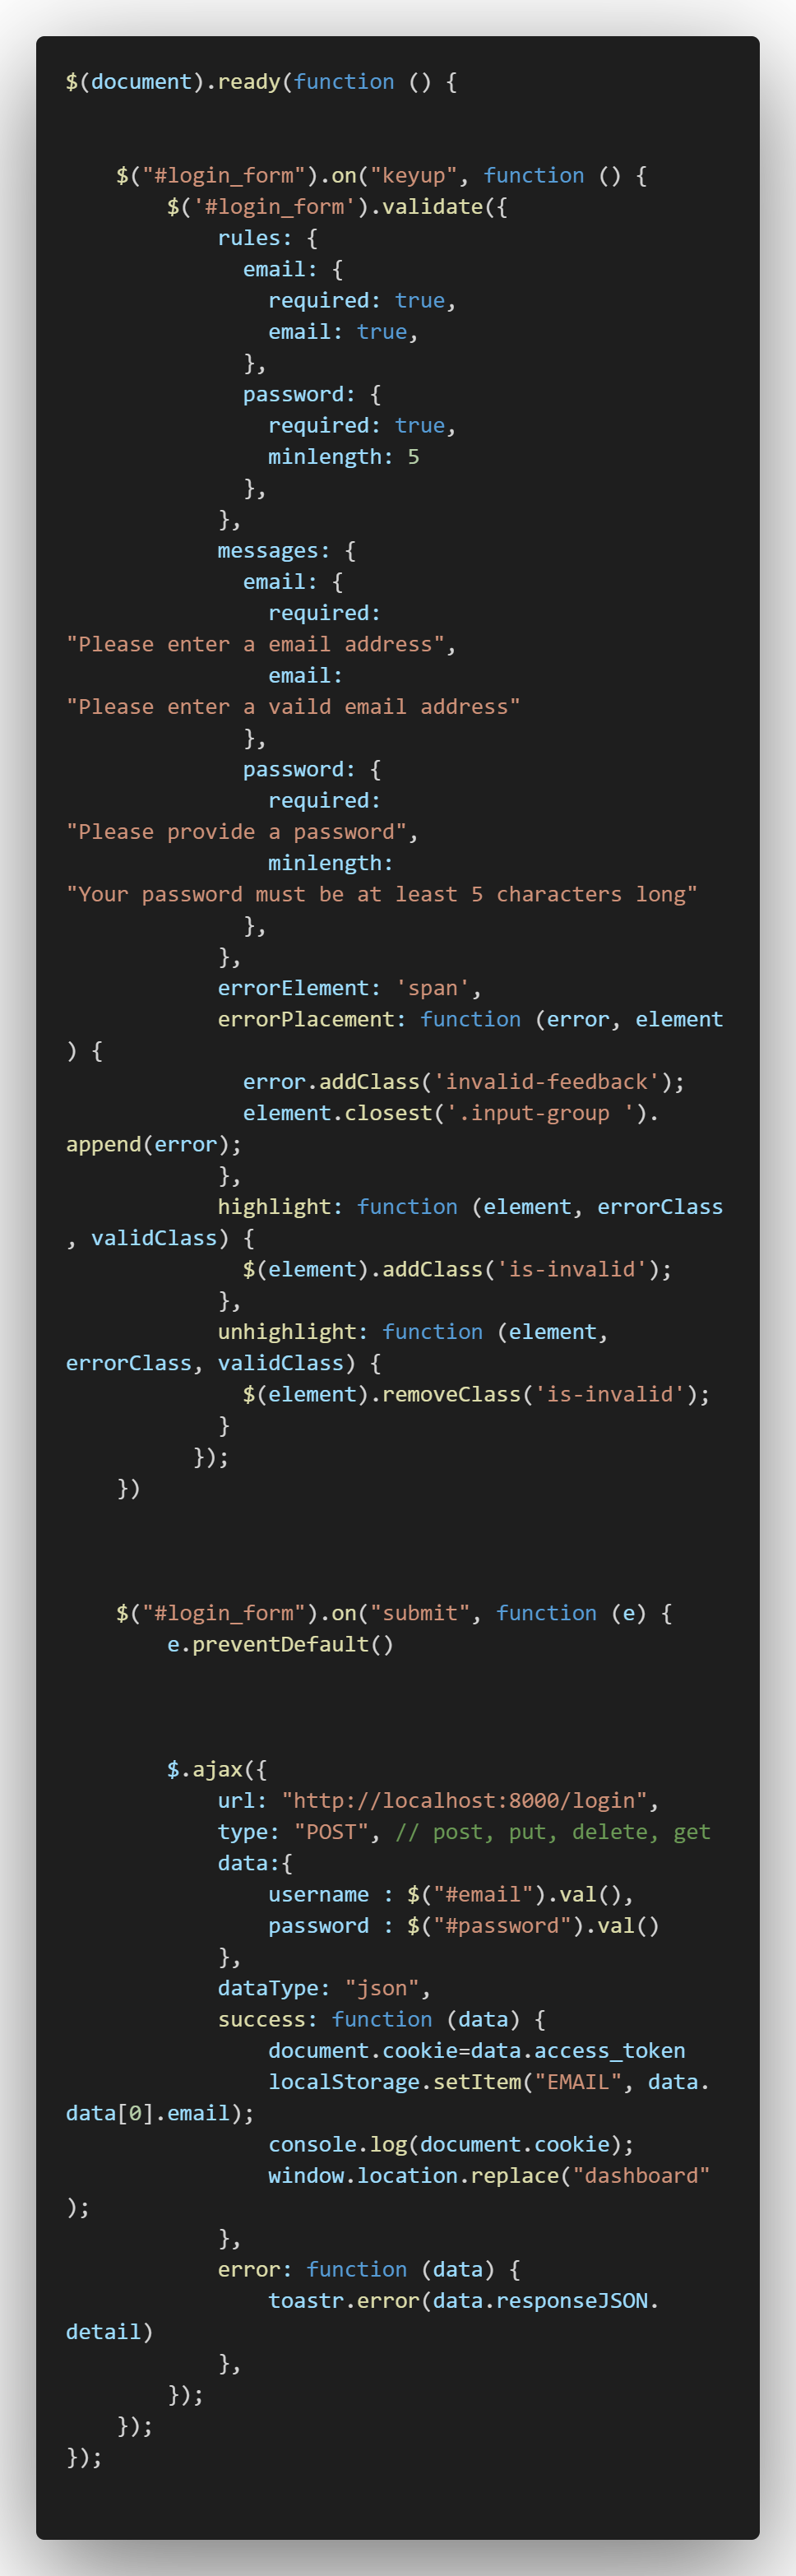 $(document).ready(function () {
    $("#login_form").on("keyup", function () {
        $('#login_form').validate({
            rules: {
              email: {
                required: true,
                email: true,
              },
              password: {
                required: true,
                minlength: 5
              },
            },
            messages: {
              email: {
                required:
"Please enter a email address",
                email:
"Please enter a vaild email address"
              },
              password: {
                required:
"Please provide a password",
                minlength:
"Your password must be at least 5 characters long"
              },
            },
            errorElement: 'span',
            errorPlacement: function (error, element
) {
              error.addClass('invalid-feedback');
              element.closest('.input-group ').
append(error);
            },
            highlight: function (element, errorClass
, validClass) {
              $(element).addClass('is-invalid');
            },
            unhighlight: function (element,
errorClass, validClass) {
              $(element).removeClass('is-invalid');
            }
          });
    })
    $("#login_form").on("submit", function (e) {
        e.preventDefault()
        $.ajax({
            url: "http://localhost:8000/login",
            type: "POST", // post, put, delete, get
            data:{
                username : $("#email").val(),
                password : $("#password").val()
            },
            dataType: "json",
            success: function (data) {
                document.cookie=data.access_token
                localStorage.setItem("EMAIL", data.
data[0].email);
                console.log(document.cookie);
                window.location.replace("dashboard"
);
            },
            error: function (data) {
                toastr.error(data.responseJSON.
detail)
            },
        });
    });
});